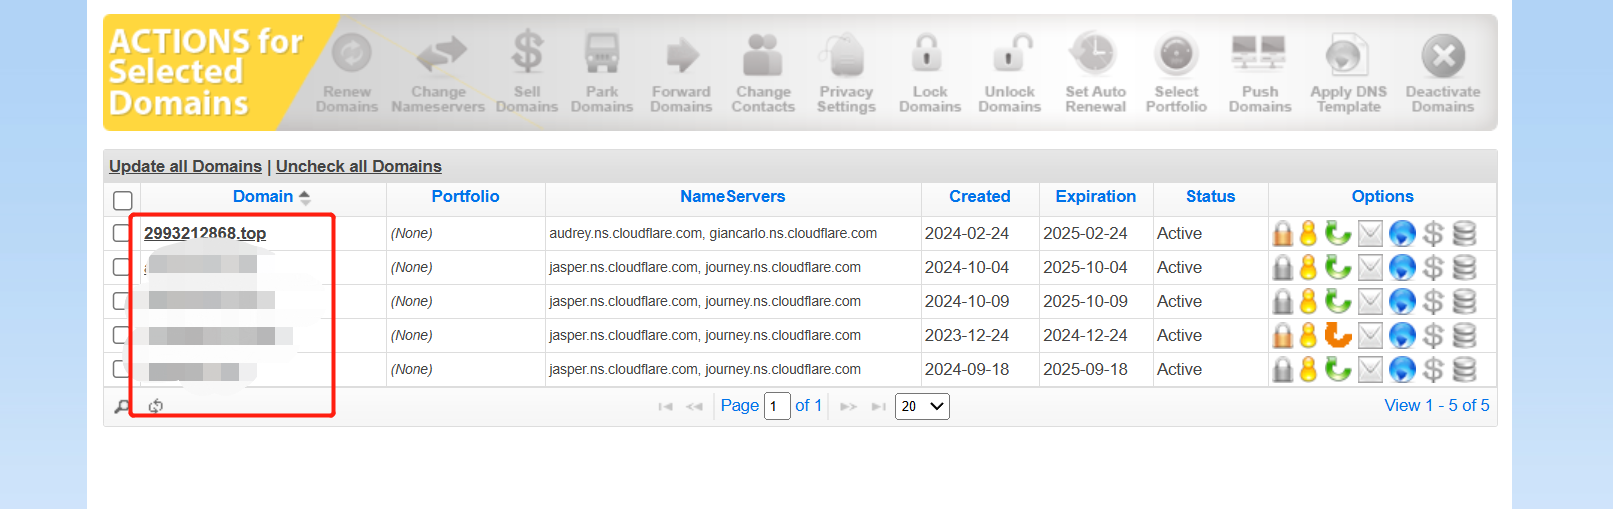 ACTIONS for
Selected
Domains
Renew
Domains
Change
Nameservers
Sell
Domains
Park
Domains
Forward
Domains
Change
Contacts
Privacy
Settings
Lock
Domains
Unlock
Domains
Set Auto
Renewal
Select
Portfolio
Push
Domains
Apply DNS
Template
Deactivate
Domains
Update all Domains | Uncheck all Domains
Domain Portfolio NameServers Created Expiration Status Options
2993212868.top (None) audrey.ns.cloudflare.com, giancarlo.ns.cloudflare.com 2024-02-24 2025-02-24 Active
(None) jasper.ns.cloudflare.com, journey.ns.cloudflare.com 2024-10-04 2025-10-04 Active
(None) jasper.ns.cloudflare.com, journey.ns.cloudflare.com 2024-10-09 2025-10-09 Active
(None) jasper.ns.cloudflare.com, journey.ns.cloudflare.com 2023-12-24 2024-12-24 Active
(None) jasper.ns.cloudflare.com, journey.ns.cloudflare.com 2024-09-18 2025-09-18 Active
Page 1 of 1 20 View 1 - 5 of 5